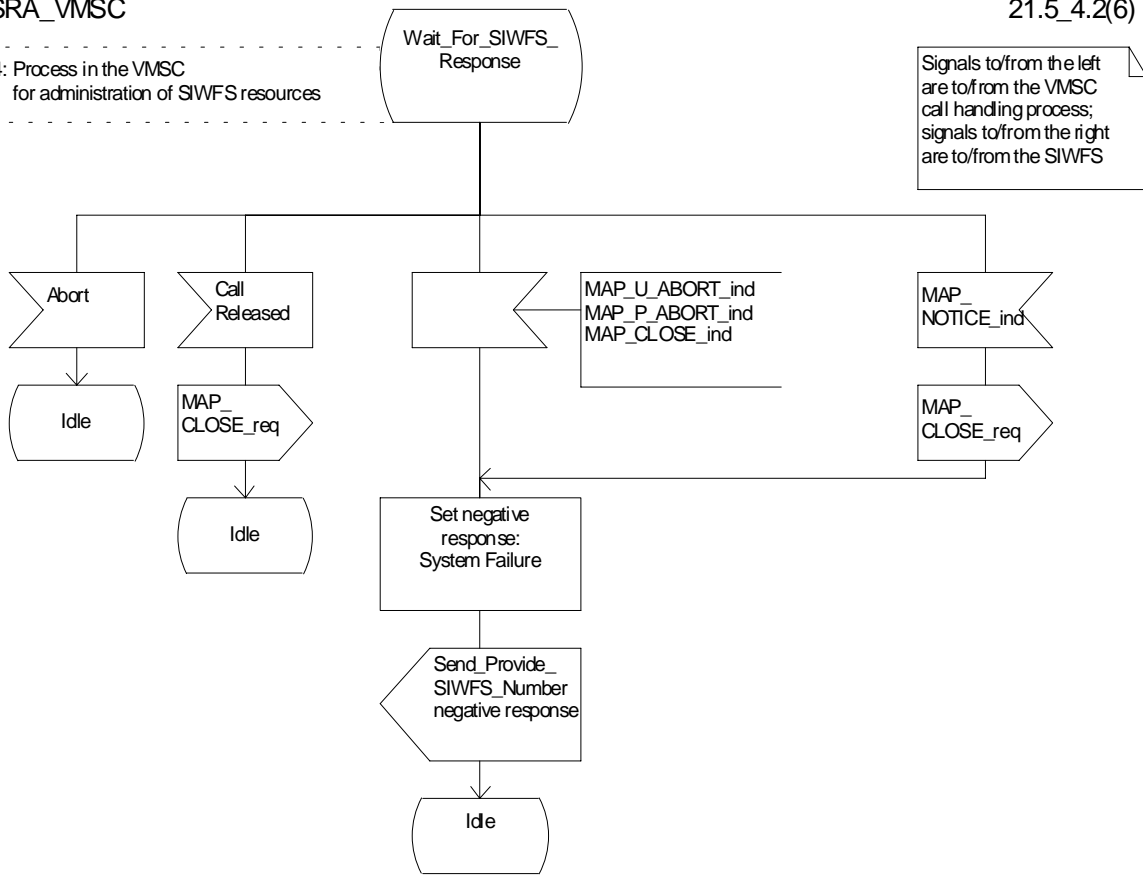 SRA_VMSC
21.5_4.2(6)
4: Process in the VMSC
for administration of SIWFS resources
Wait_For_SIWFS_
Response
Signals to/from the left
are to/from the VMSC
call handling process;
signals to/from the right
are to/from the SIWFS
Abort
Call
Released
MAP_U_ABORT_ind
MAP_P_ABORT_ind
MAP_CLOSE_ind
MAP_
NOTICE_ind
Idle
MAP_
CLOSE_req
MAP_
CLOSE_req
Idle
Set negative
response:
System Failure
Send_Provide_
SIWFS_Number
negative response
Idle